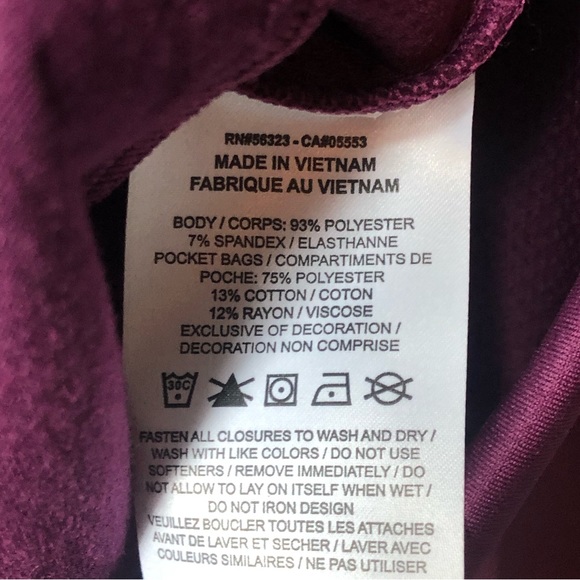 RN#56323 - CA#05553
MADE IN VIETNAM
FABRIQUE AU VIETNAM
BODY / CORPS: 93% POLYESTER
7% SPANDEX / ELASTHANNE
POCKET BAGS / COMPARTIMENTS DE
POCHE: 75% POLYESTER
13% COTTON / COTON
12% RAYON / VISCOSE
EXCLUSIVE OF DECORATION /
DECORATION NON COMPRISE
30C
FASTEN ALL CLOSURES TO WASH AND DRY /
WASH WITH LIKE COLORS / DO NOT USE
SOFTENERS / REMOVE IMMEDIATELY / DO
NOT ALLOW TO LAY ON ITSELF WHEN WET /
DO NOT IRON DESIGN
VEUILLEZ BOUCLER TOUTES LES ATTACHES
AVANT DE LAVER ET SECHER / LAVER AVEC
COULEURS SIMILAIRES / NE PAS UTILISER